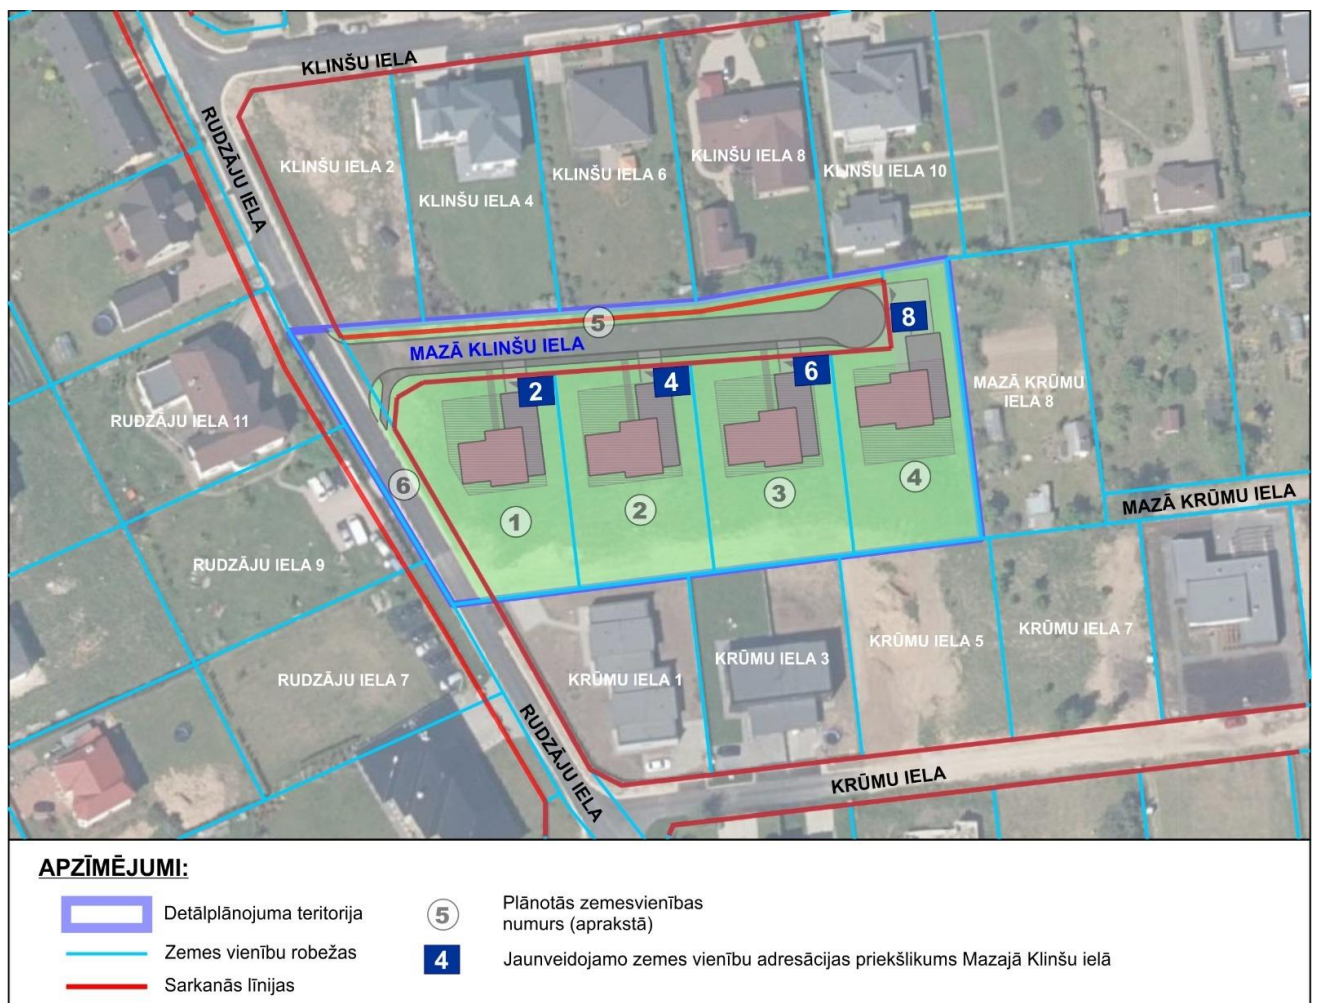 KLINŠU IELA
RUDZĀJU IELA
KLINŠU IELA 2
KLINŠU IELA 4
KLINŠU IELA 6
KLINŠU IELA 8
KLINŠU IELA 10
5
MAZĀ KLINŠU IELA
8
2
4
6
MAZĀ KRŪMU
IELA 8
RUDZĀJU IELA 11
6
1
2
3
4
MAZĀ KRŪMU IELA
RUDZĀJU IELA 9
RUDZĀJU IELA 7
KRŪMU IELA 1
KRŪMU IELA 3
KRŪMU IELA 5
KRŪMU IELA 7
RUDZĀJU IELA
KRŪMU IELA
APZĪMĒJUMI:
Detālplānojuma teritorija
Zemes vienību robežas
Sarkanās līnijas
5
Plānotās zemesvienības
numurs (aprakstā)
4
Jaunveidojamo zemes vienību adresācijas priekšlikums Mazajā Klinšu ielā